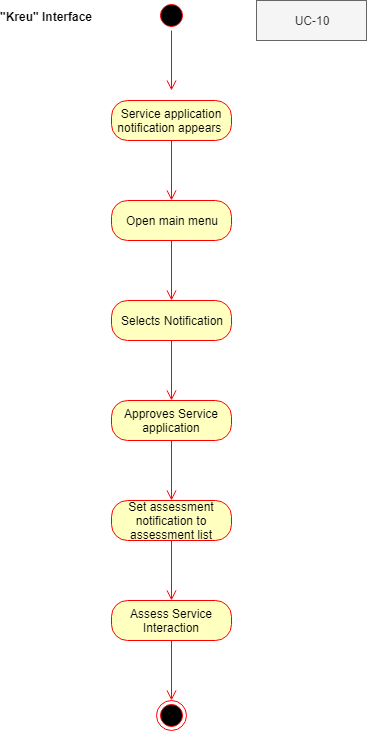 "Kreu" Interface
UC-10
Service application
notification appears
Open main menu
Selects Notification
Approves Service
application
Set assessment
notification to
assessment list
Assess Service
Interaction